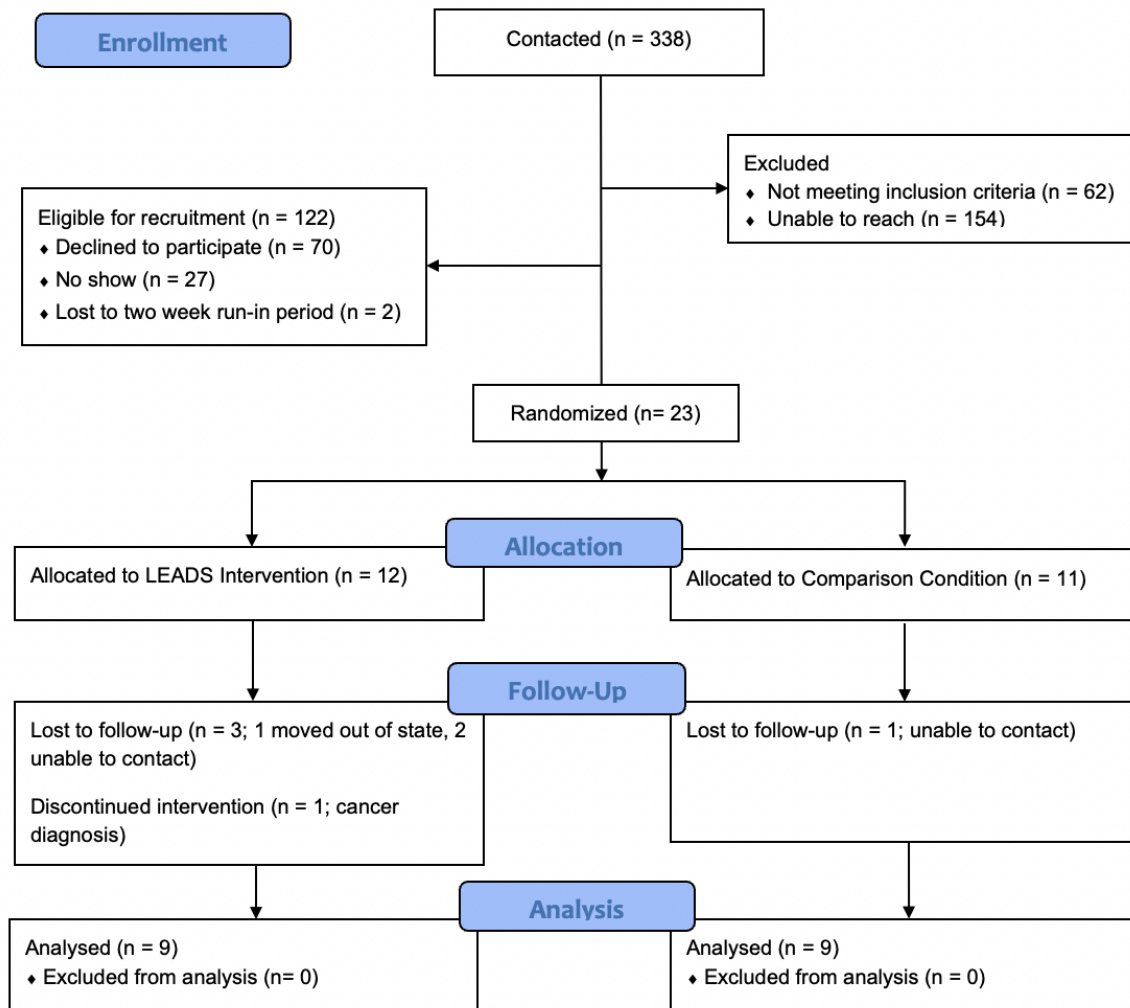 Enrollment
Contacted (n = 338)
Excluded
♦ Not meeting inclusion criteria (n = 62)
♦ Unable to reach (n = 154)
Eligible for recruitment (n = 122)
♦ Declined to participate (n = 70)
♦ No show (n = 27)
♦ Lost to two week run-in period (n = 2)
Randomized (n= 23)
Allocation
Allocated to LEADS Intervention (n = 12)
Allocated to Comparison Condition (n = 11)
Follow-Up
Lost to follow-up (n = 3; 1 moved out of state, 2
unable to contact)
Discontinued intervention (n = 1; cancer
diagnosis)
Lost to follow-up (n = 1; unable to contact)
Analysis
Analysed (n = 9)
♦ Excluded from analysis (n= 0)
Analysed (n = 9)
♦ Excluded from analysis (n = 0)